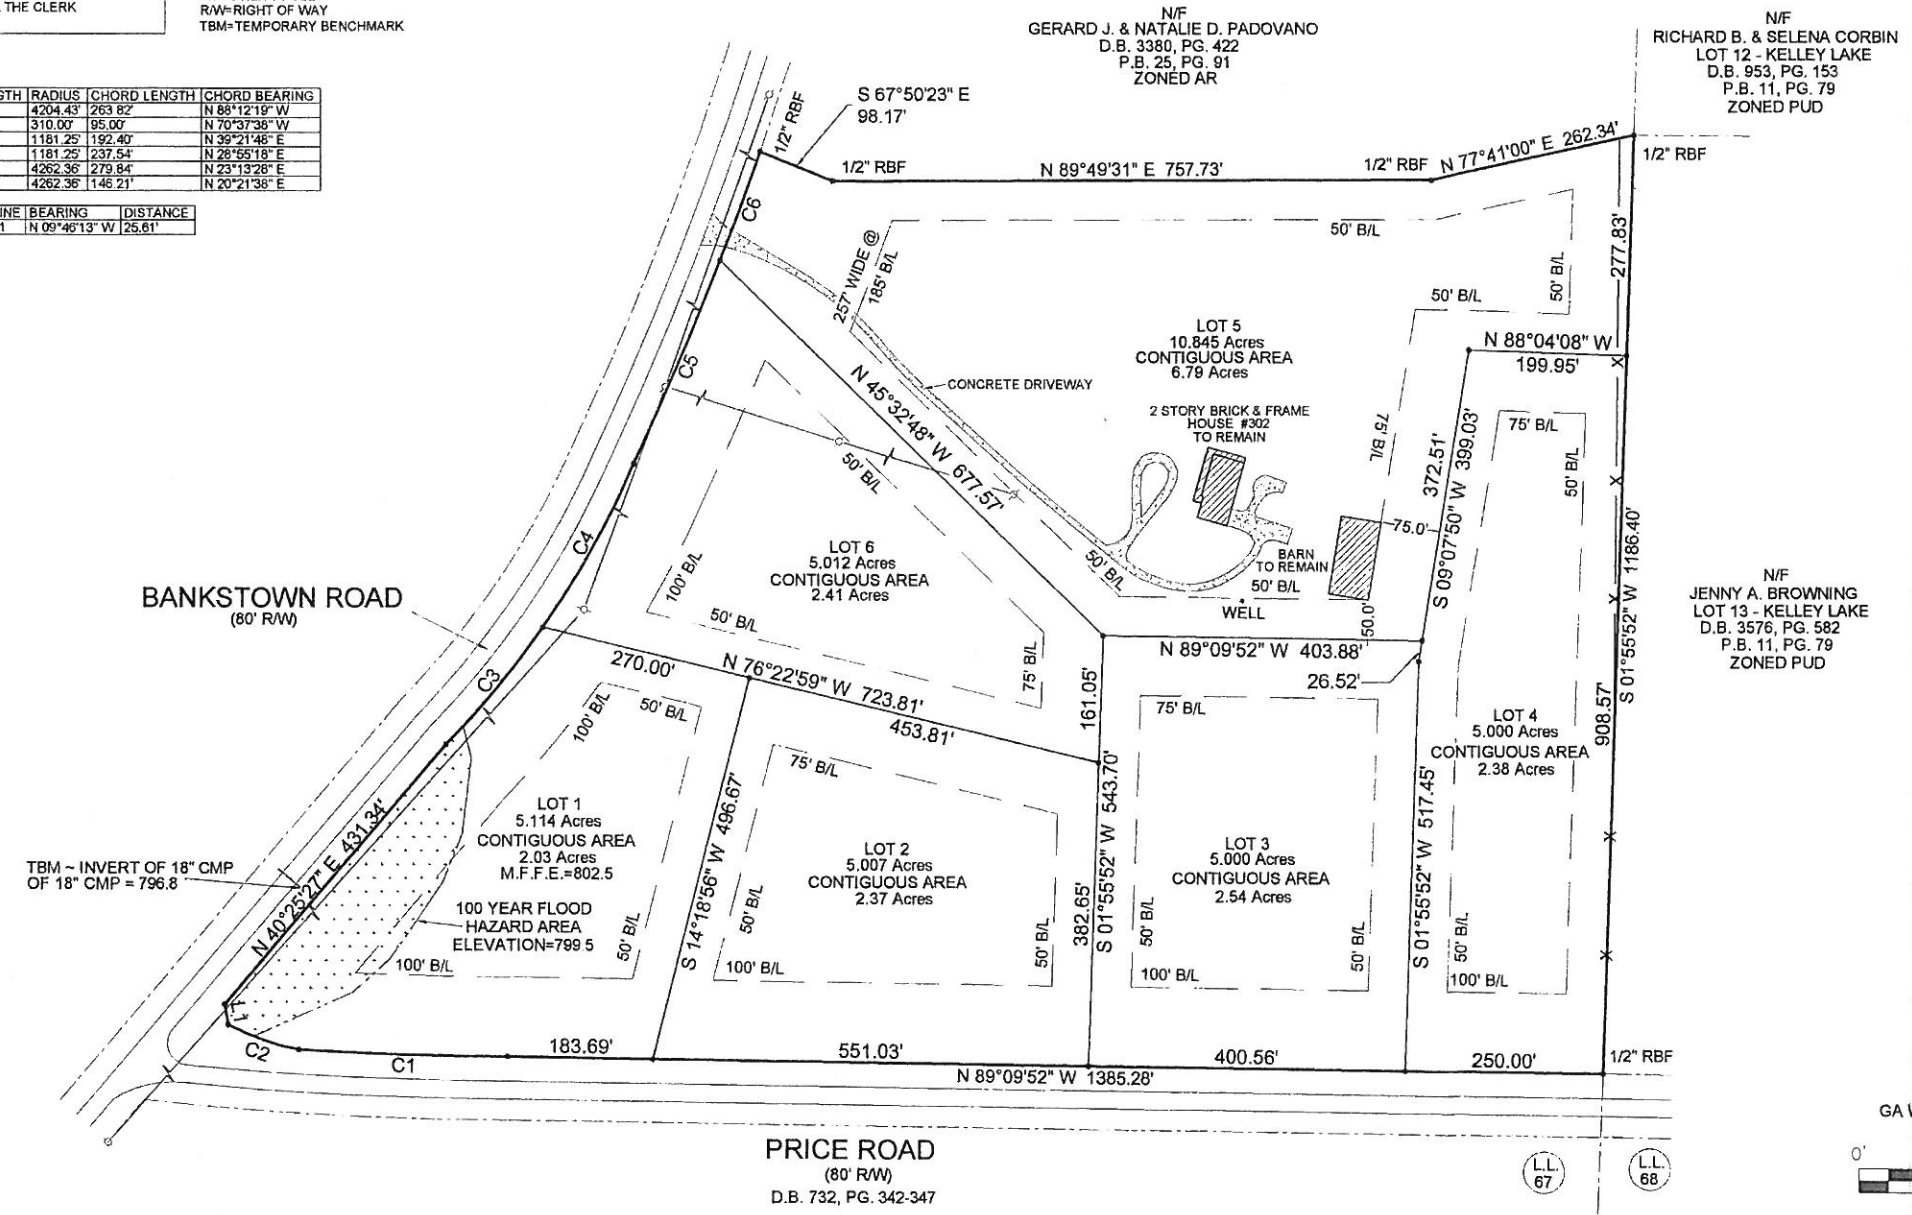 THE CLERK
R/W=RIGHT OF WAY
TBM=TEMPORARY BENCHMARK
N/F
GERARD J. & NATALIE D. PADOVANO
D.B. 3380, PG. 422
P.B. 25, PG. 91
ZONED AR
N/F
RICHARD B. & SELENA CORBIN
LOT 12 - KELLEY LAKE
D.B. 953, PG. 153
P.B. 11, PG. 79
ZONED PUD
GTH RADIUS CHORD LENGTH CHORD BEARING
4204.43' 263.82' N 88°12'19" W
310.00' 95.00' N 70°37'38" W
1181.25' 192.40' N 39°21'48" E
1181.25' 237.54' N 28°55'18" E
4262.36' 279.84' N 23°13'28" E
4262.36' 146.21' N 20°21'38" E
INE BEARING DISTANCE
1 N 09°46'13" W 25.61'
1/2" RBF
S 67°50'23" E
98.17'
1/2" RBF
N 89°49'31" E 757.73'
1/2" RBF
N 77°41'00" E 262.34'
1/2" RBF
C6
257' WIDE @
185' B/L
50' B/L
50' B/L
50' B/L
277.83'
LOT 5
10.845 Acres
CONTIGUOUS AREA
6.79 Acres
N 88°04'08" W
199.95'
C5
N 45°32'48" W 677.57'
CONCRETE DRIVEWAY
2 STORY BRICK & FRAME
HOUSE #302
TO REMAIN
75' B/L
372.51'
S 09°07'50" W 399.03'
75' B/L
50' B/L
50' B/L
75.0'
S 01°55'52" W 1186.40'
C4
LOT 6
5.012 Acres
CONTIGUOUS AREA
2.41 Acres
100' B/L
50' B/L
BARN
TO REMAIN
50' B/L
50.0'
WELL
BANKSTOWN ROAD
(80' R/W)
50' B/L
75' B/L
N/F
JENNY A. BROWNING
LOT 13 - KELLEY LAKE
D.B. 3576, PG. 582
P.B. 11, PG. 79
ZONED PUD
270.00'
N 76°22'59" W 723.81'
453.81'
N 89°09'52" W 403.88'
26.52'
161.05'
C3
100' B/L
50' B/L
75' B/L
75' B/L
LOT 4
5.000 Acres
CONTIGUOUS AREA
2.38 Acres
908.57'
N 40°25'27" E 431.34'
LOT 1
5.114 Acres
CONTIGUOUS AREA
2.03 Acres
M.F.F.E.=802.5
S 14°18'56" W 496.67'
LOT 2
5.007 Acres
CONTIGUOUS AREA
2.37 Acres
S 01°55'52" W 543.70'
382.65'
LOT 3
5.000 Acres
CONTIGUOUS AREA
2.54 Acres
S 01°55'52" W 517.45'
TBM ~ INVERT OF 18" CMP
OF 18" CMP = 796.8
100 YEAR FLOOD
HAZARD AREA
ELEVATION=799.5
50' B/L
50' B/L
50' B/L
50' B/L
50' B/L
50' B/L
100' B/L
100' B/L
100' B/L
100' B/L
L1
C2
C1
183.69'
551.03'
400.56'
250.00'
1/2" RBF
N 89°09'52" W 1385.28'
PRICE ROAD
(80' R/W)
D.B. 732, PG. 342-347
L.L.
67
L.L.
68
GA
0'